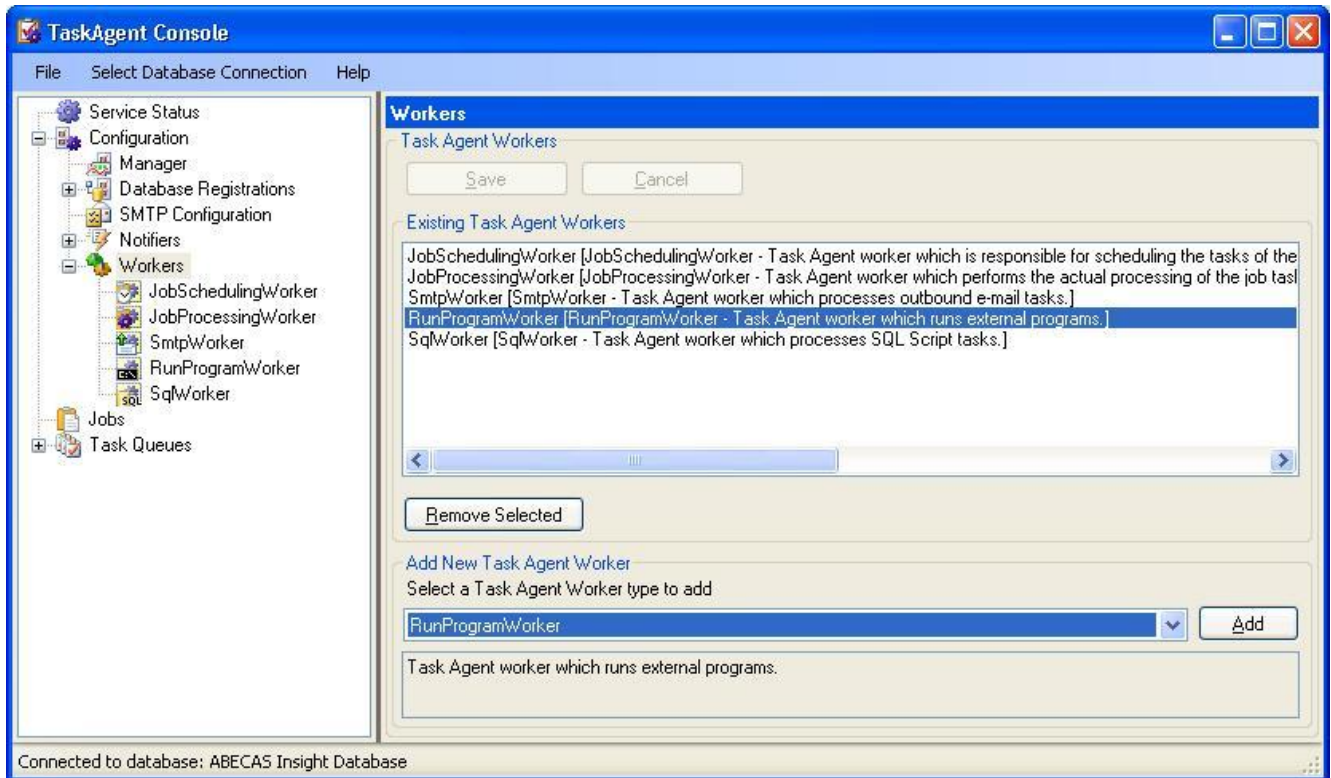 TaskAgent Console
File Select Database Connection Help
Service Status
Configuration
Manager
Database Registrations
SMTP Configuration
Notifiers
Workers
JobSchedulingWorker
JobProcessingWorker
SmtpWorker
RunProgramWorker
SqlWorker
Jobs
Task Queues
Workers
Task Agent Workers
Save Cancel
Existing Task Agent Workers
JobSchedulingWorker [JobSchedulingWorker - Task Agent worker which is responsible for scheduling the tasks of the
JobProcessingWorker [JobProcessingWorker - Task Agent worker which performs the actual processing of the job
SmtpWorker [SmtpWorker - Task Agent worker which processes outbound e-mail tasks.]
RunProgramWorker [RunProgramWorker - Task Agent worker which runs external programs.]
SqlWorker [SqlWorker - Task Agent worker which processes SQL Script tasks.]
Remove Selected
Add New Task Agent Worker
Select a Task Agent Worker type to add
RunProgramWorker Add
Task Agent worker which runs external programs.
Connected to database: ABECAS Insight Database
C:\
SQL